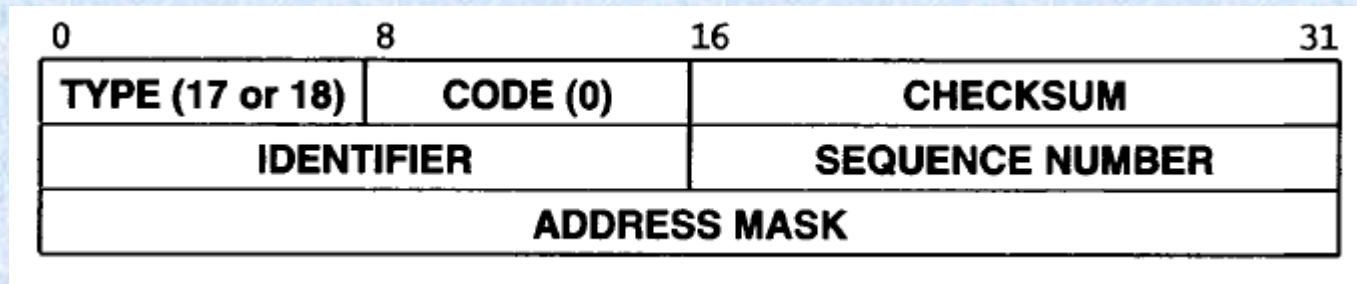 0 8 16 31
TYPE (17 or 18) CODE (0) CHECKSUM
IDENTIFIER SEQUENCE NUMBER
ADDRESS MASK